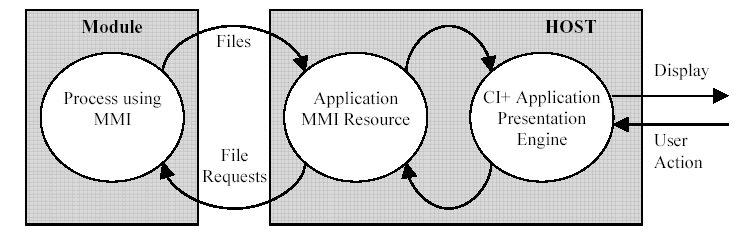 Module
HOST
Files
Display
Process using
MMI
Application
MMI Resource
CI+ Application
Presentation
Engine
File
Requests
User
Action